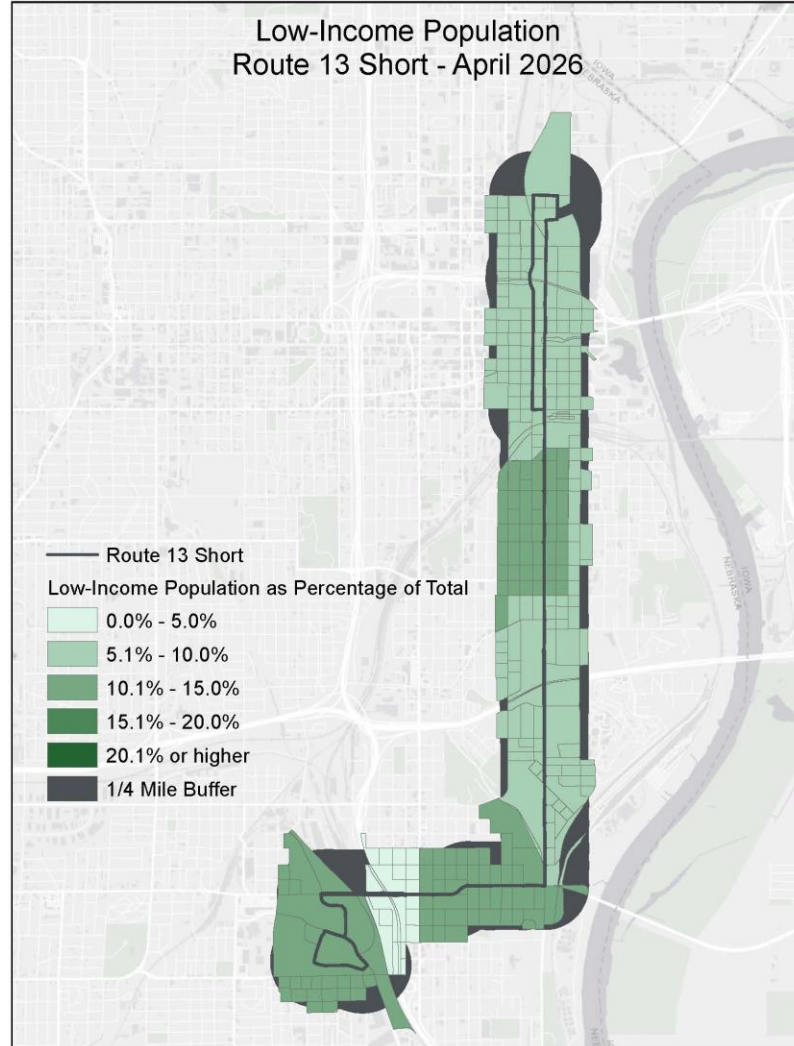 Low-Income Population
Route 13 Short - April 2026
IOWA
NEBRASKA
IOWA
NEBRASKA
Route 13 Short
Low-Income Population as Percentage of Total
0.0% - 5.0%
5.1% - 10.0%
10.1% - 15.0%
15.1% - 20.0%
20.1% or higher
1/4 Mile Buffer
IOWA
NEBRASKA